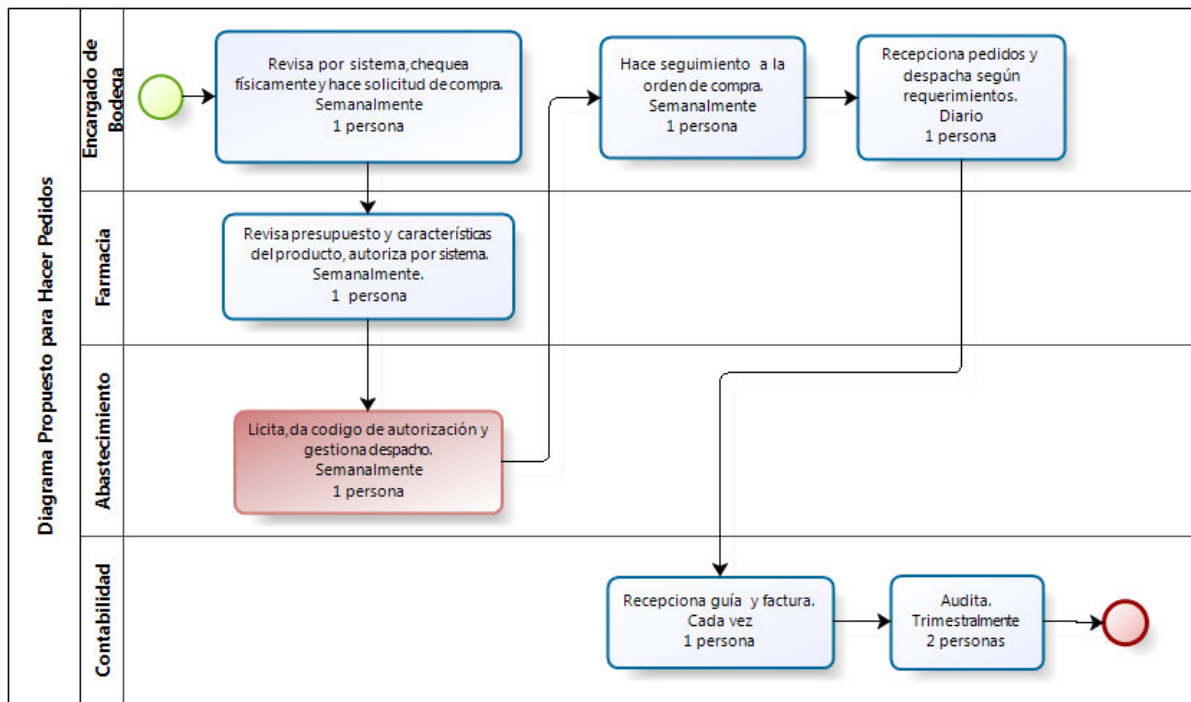 Diagrama Propuesto para Hacer Pedidos
Encargado de
Bodega
Revisa por sistema, chequea
físicamente y hace solicitud de compra.
Semanalmente
1 persona
Hace seguimiento a la
orden de compra.
Semanalmente
1 persona
Recepciona pedidos y
despacha según
requerimientos.
Diario
1 persona
Farmacia
Revisa presupuesto y características
del producto, autoriza por sistema.
Semanalmente.
1 persona
Abastecimiento
Licita, da codigo de autorización y
gestiona despacho.
Semanalmente
1 persona
Contabilidad
Recepciona guía y factura.
Cada vez
1 persona
Audita.
Trimestralmente
2 personas